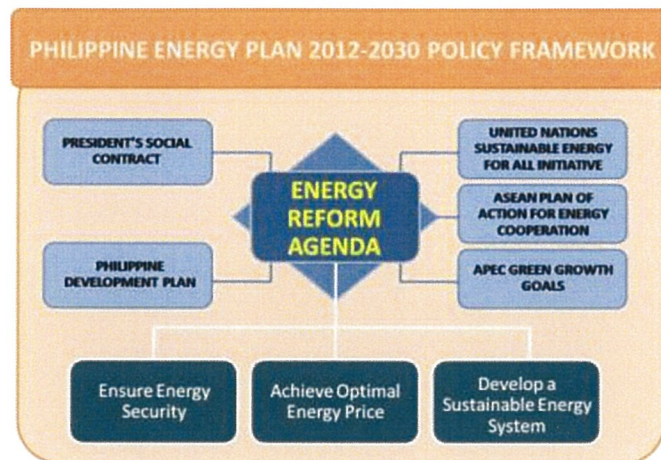 PHILIPPINE ENERGY PLAN 2012-2030 POLICY FRAMEWORK
PRESIDENT'S SOCIAL
CONTRACT
PHILIPPINE
DEVELOPMENT PLAN
ENERGY
REFORM
AGENDA
UNITED NATIONS
SUSTAINABLE ENERGY
FOR ALL INITIATIVE
ASEAN PLAN OF
ACTION FOR ENERGY
COOPERATION
APEC GREEN GROWTH
GOALS
Ensure Energy
Security
Achieve Optimal
Energy Price
Develop a
Sustainable Energy
System